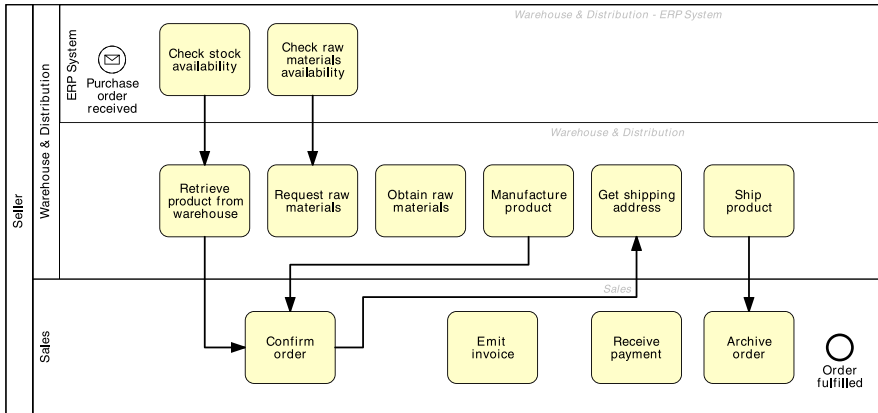 Seller
Warehouse & Distribution
ERP System
Warehouse & Distribution - ERP System
Purchase
order
received
Check stock
availability
Check raw
materials
availability
Warehouse & Distribution
Retrieve
product from
warehouse
Request raw
materials
Obtain raw
materials
Manufacture
product
Get shipping
address
Ship
product
Sales
Sales
Confirm
order
Emit
invoice
Receive
payment
Archive
order
Order
fulfilled